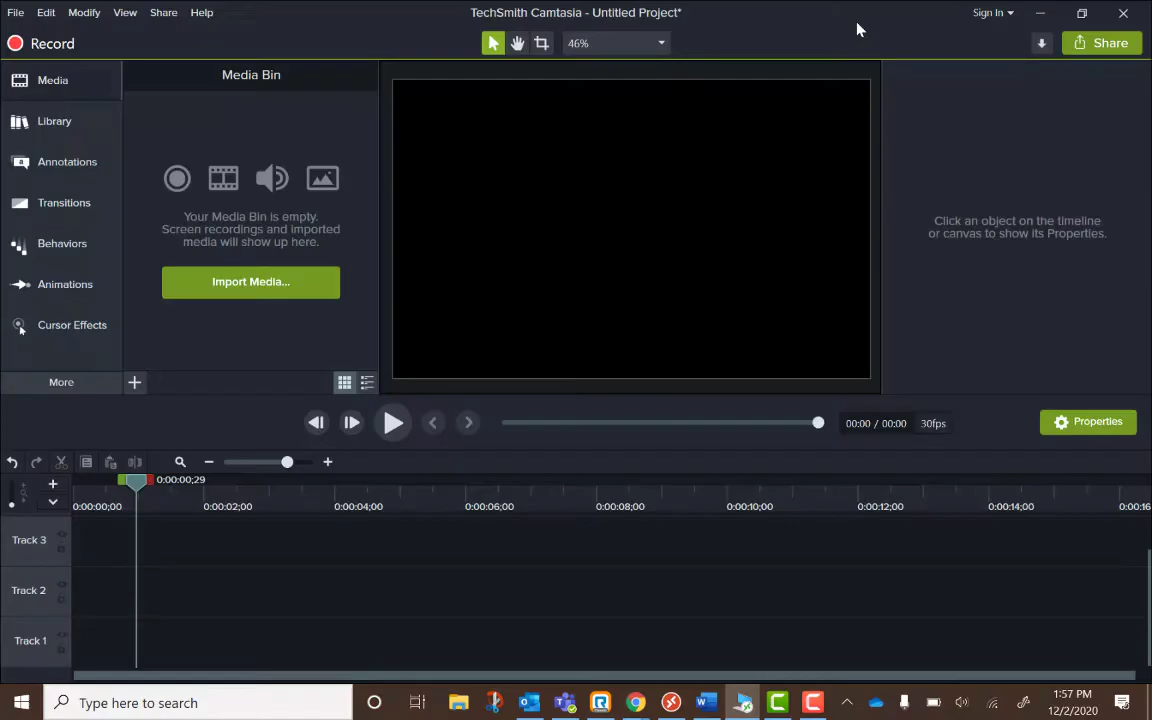 File Edit Modify View Share Help
TechSmith Camtasia - Untitled Project*
Sign In
Record
46%
Share
Media
Media Bin
Library
Annotations
Transitions
Behaviors
Animations
Cursor Effects
More
Your Media Bin is empty.
Screen recordings and imported
media will show up here.
Import Media...
Click an object on the timeline
or canvas to show its Properties.
00:00 / 00:00 30fps
Properties
0:00:00;29
0:00:00;00 0:00:02;00 0:00:04;00 0:00:06;00 0:00:08;00 0:00:10;00 0:00:12;00 0:00:14;00 0:00:16
Track 3
Track 2
Track 1
Type here to search
1:57 PM
12/2/2020